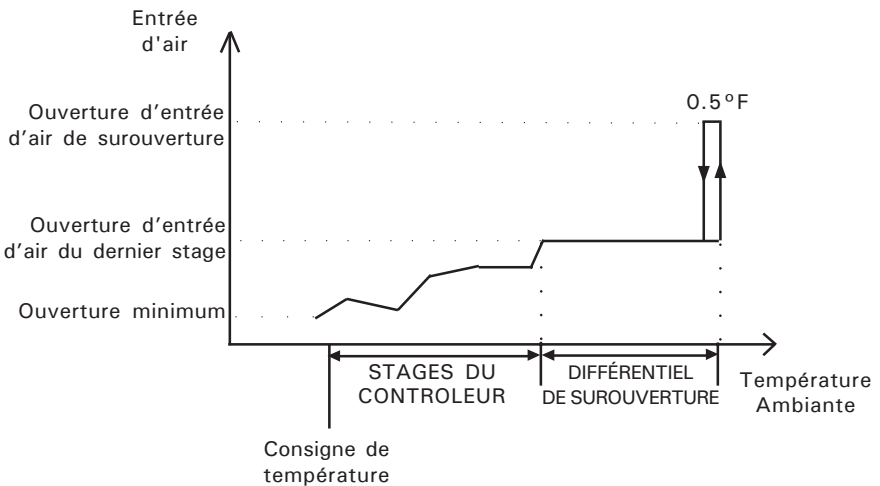 Entrée
d'air
0.5°F
Ouverture d’entrée
d’air de surouverture
Ouverture d’entrée
d’air du dernier stage
Ouverture minimum
STAGES DU
CONTROLEUR
DIFFÉRENTIEL
DE SUROUVERTURE
Température
Ambiante
Consigne de
température